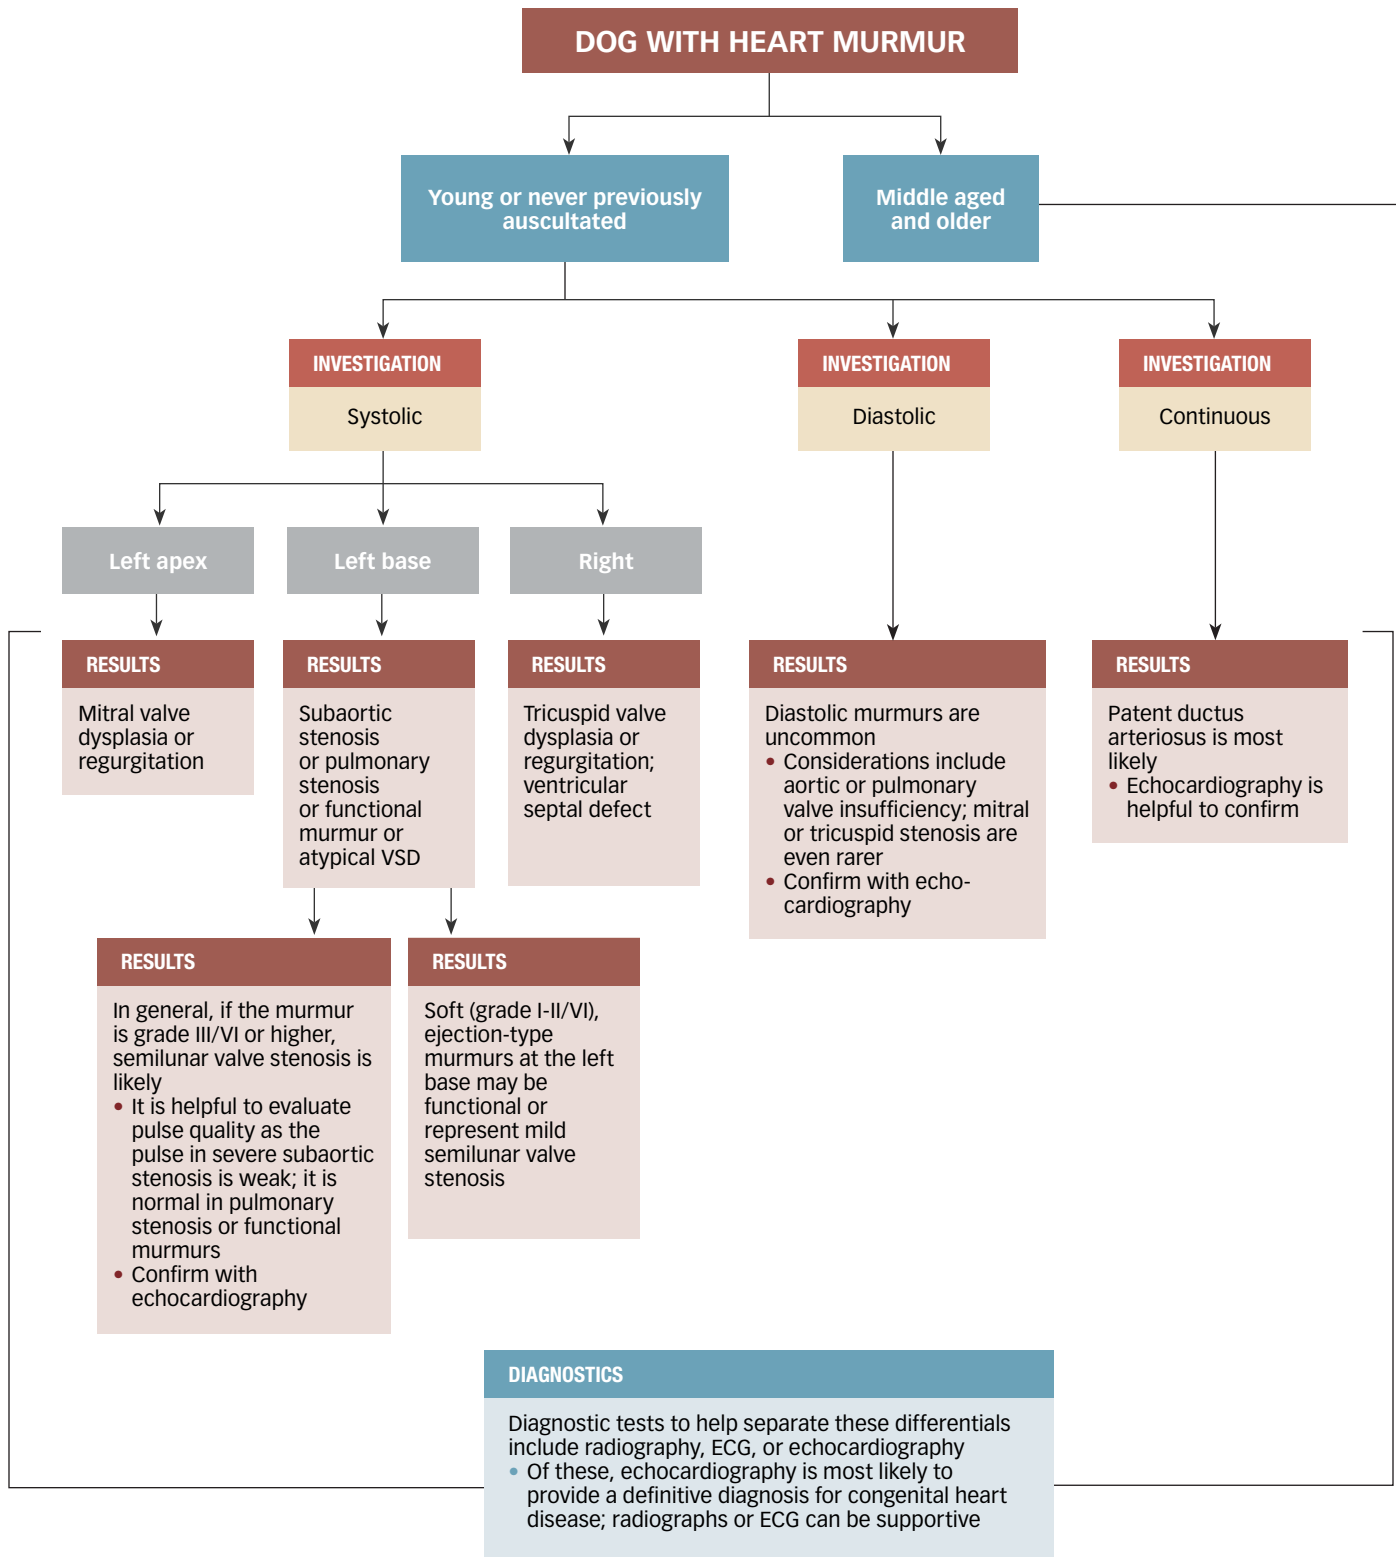 DOG WITH HEART MURMUR
Young or never previously
auscultated
Middle aged
and older
INVESTIGATION
Systolic
INVESTIGATION
Diastolic
INVESTIGATION
Continuous
Left apex
Left base
Right
RESULTS
Mitral valve
dysplasia or
regurgitation
RESULTS
Subaortic
stenosis
or pulmonary
stenosis
or functional
murmur or
atypical VSD
RESULTS
Tricuspid valve
dysplasia or
regurgitation;
ventricular
septal defect
RESULTS
Diastolic murmurs are
uncommon
• Considerations include
aortic or pulmonary
valve insufficiency; mitral
or tricuspid stenosis are
even rarer
• Confirm with echo-
cardiography
RESULTS
Patent ductus
arteriosus is most
likely
• Echocardiography is
helpful to confirm
RESULTS
In general, if the murmur
is grade III/VI or higher,
semilunar valve stenosis is
likely
• It is helpful to evaluate
pulse quality as the
pulse in severe subaortic
stenosis is weak; it is
normal in pulmonary
stenosis or functional
murmurs
• Confirm with
echocardiography
RESULTS
Soft (grade I-II/VI),
ejection-type
murmurs at the left
base may be
functional or
represent mild
semilunar valve
stenosis
DIAGNOSTICS
Diagnostic tests to help separate these differentials
include radiography, ECG, or echocardiography
• Of these, echocardiography is most likely to
provide a definitive diagnosis for congenital heart
disease; radiographs or ECG can be supportive